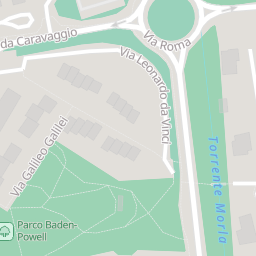 da Caravaggio
Via Roma
Via Leonardo da Vinci
Via Galileo Galilei
Torrente Morla
Parco Baden-
Powell